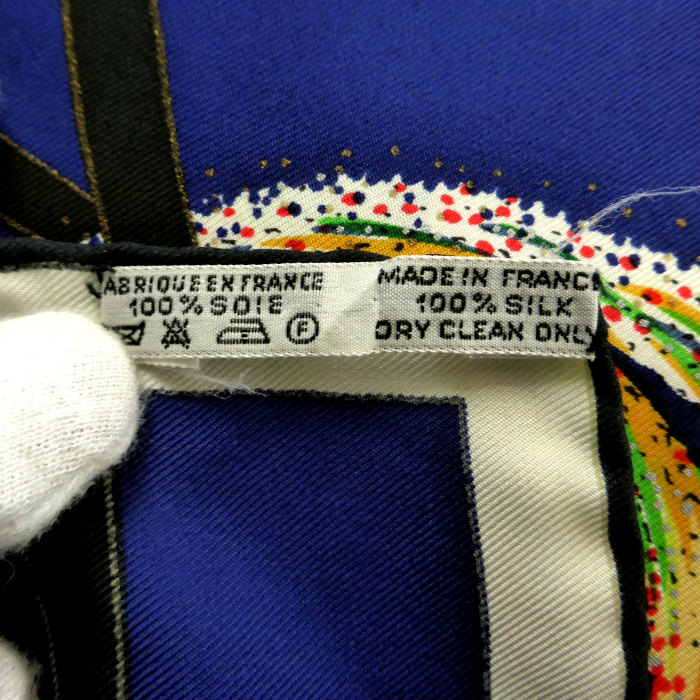 ABRIQUE EN FRANCE
100% SOIE
F
MADE IN FRANCE
100% SILK
DRY CLEAN ONLY